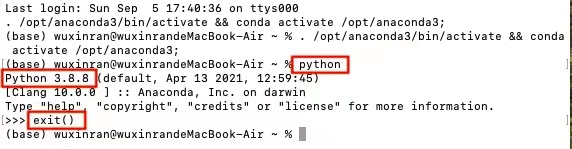 Last login: Sun Sep  5 17:40:36 on ttys000
. /opt/anaconda3/bin/activate && conda activate /opt/anaconda3;
(base) wuxinran@wuxinrandeMacBook-Air ~ % . /opt/anaconda3/bin/activate && conda
 activate /opt/anaconda3;
(base) wuxinran@wuxinrandeMacBook-Air ~ % python
Python 3.8.8 (default, Apr 13 2021, 12:59:45)
[Clang 10.0.0 ] :: Anaconda, Inc. on darwin
Type "help", "copyright", "credits" or "license" for more information.
[>>> exit()
(base) wuxinran@wuxinrandeMacBook-Air ~ %